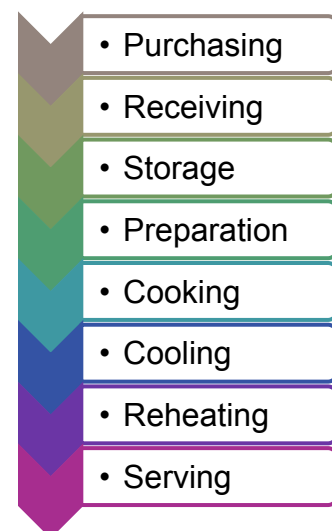 • Purchasing
• Receiving
• Storage
• Preparation
• Cooking
• Cooling
• Reheating
• Serving